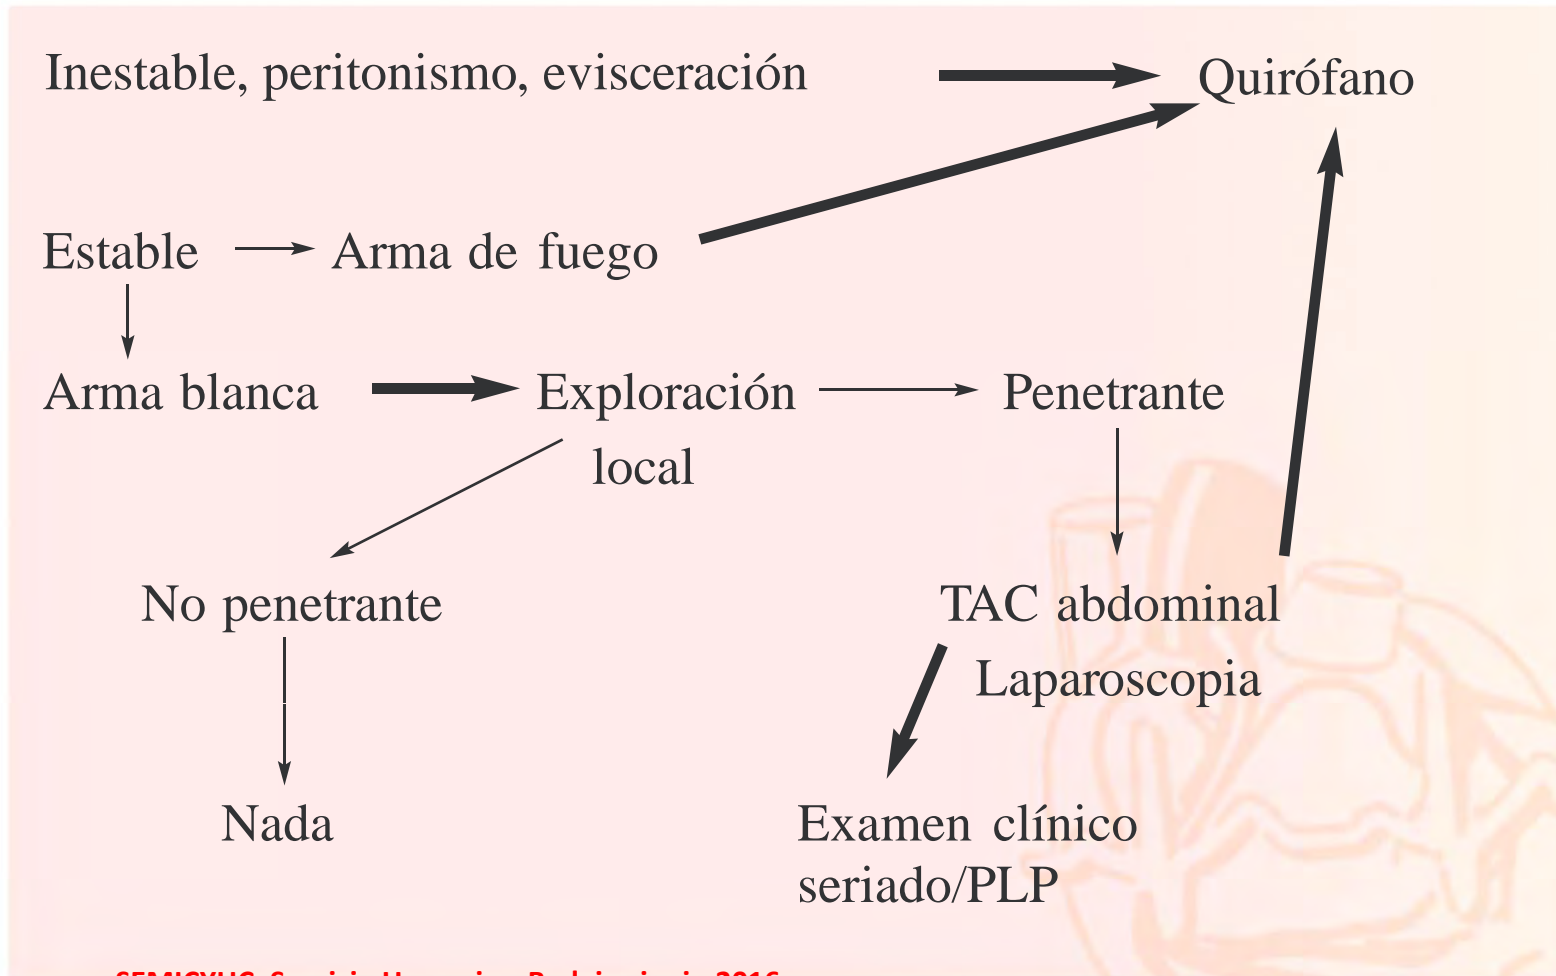 Inestable, peritonismo, evisceración
Quirófano
Estable
Arma de fuego
Arma blanca
Exploración
local
Penetrante
No penetrante
TAC abdominal
Laparoscopia
Nada
Examen clínico
seriado/PLP